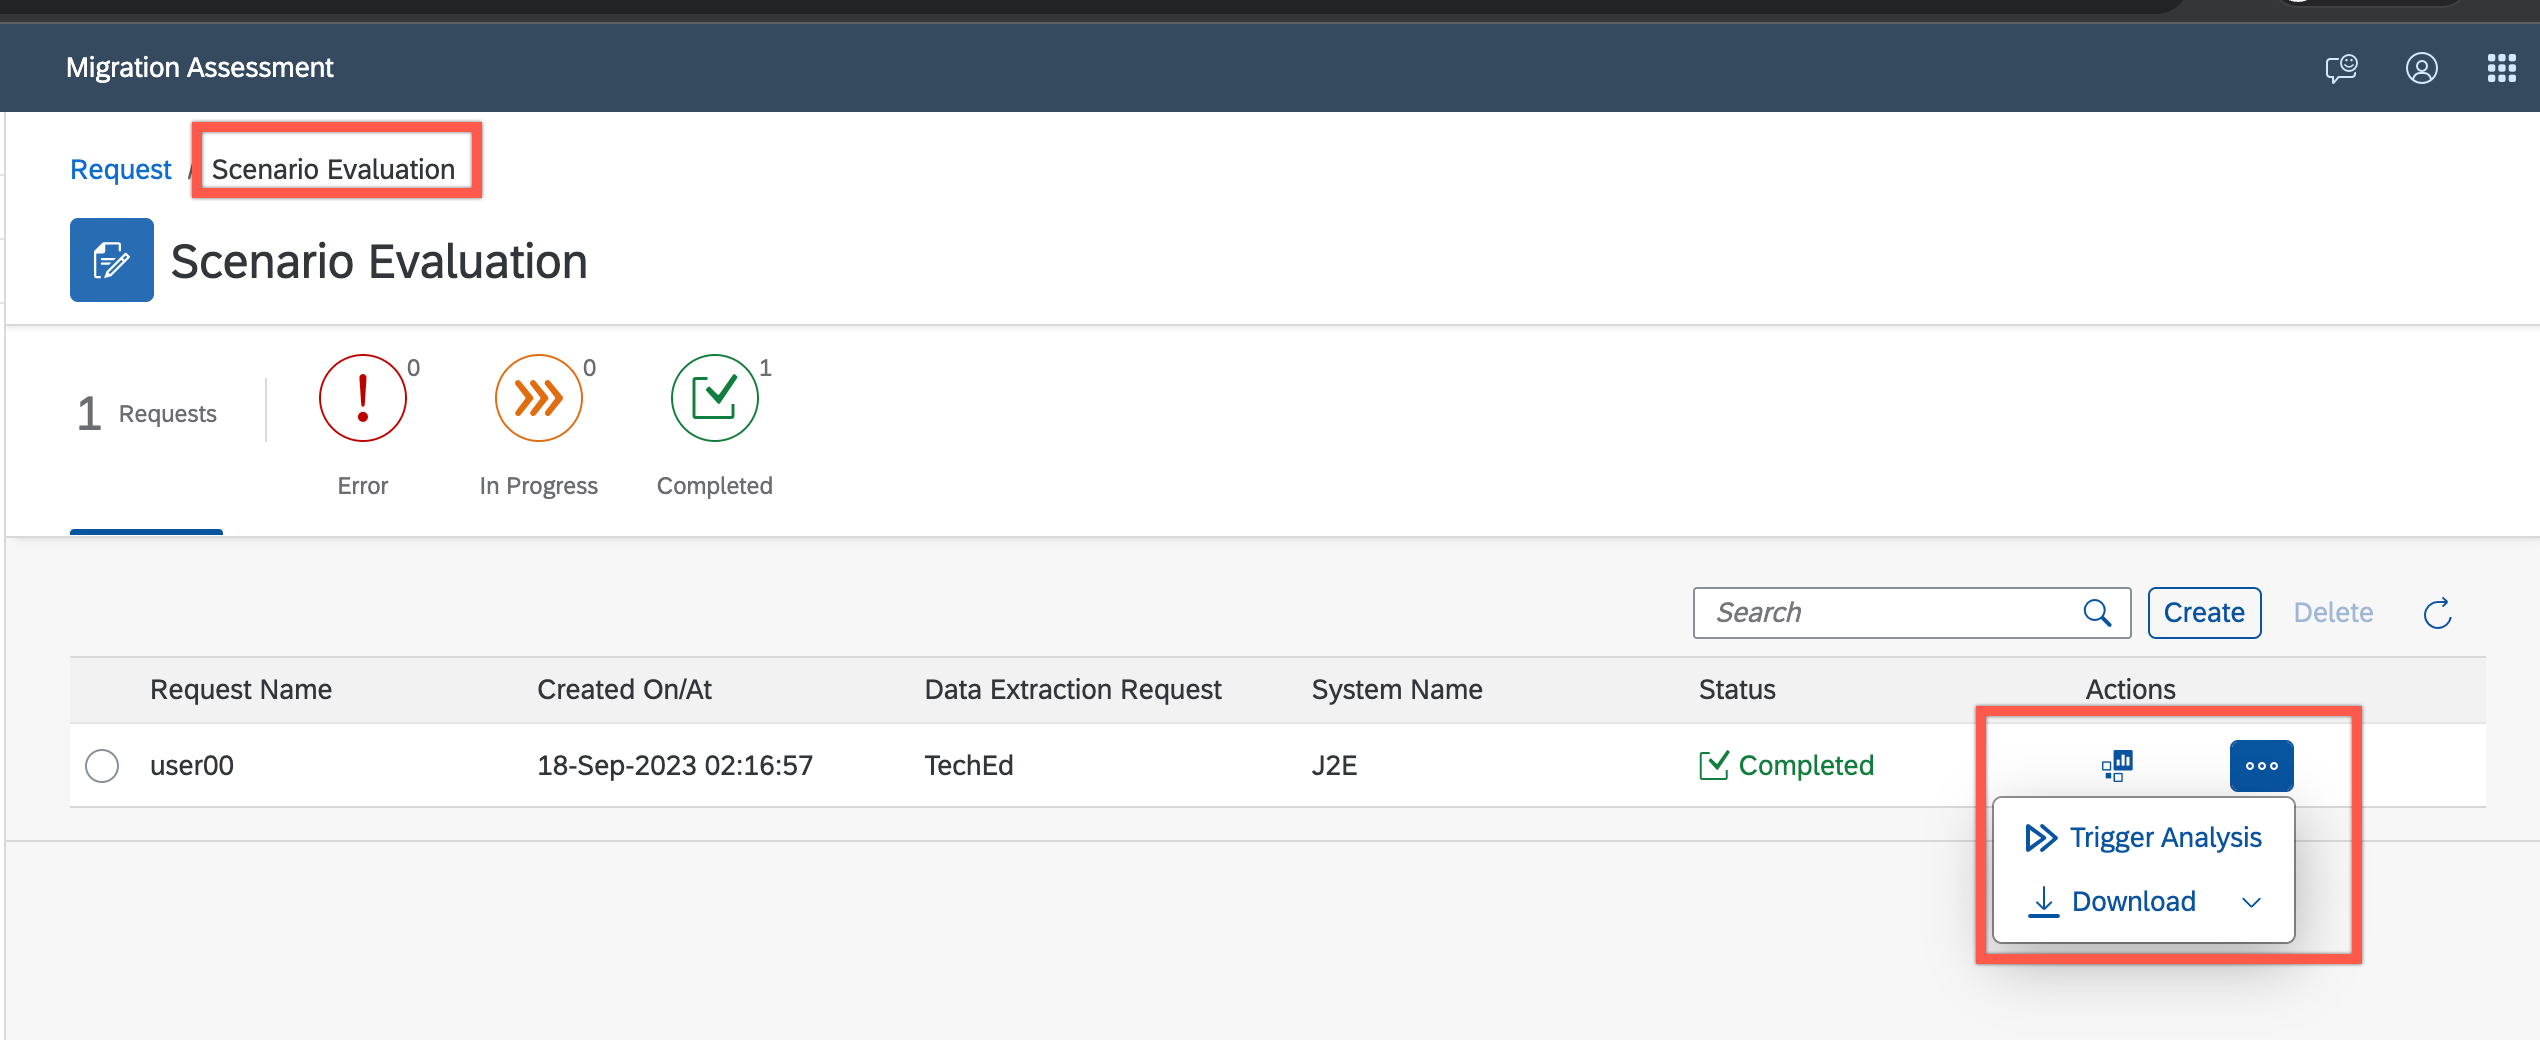 Migration Assessment
Request / Scenario Evaluation
Scenario Evaluation
1 Requests
0
0
1
Error
In Progress
Completed
Search
Create
Delete
Request Name Created On/At Data Extraction Request System Name Status Actions
user00 18-Sep-2023 02:16:57 TechEd J2E Completed
Trigger Analysis
Download